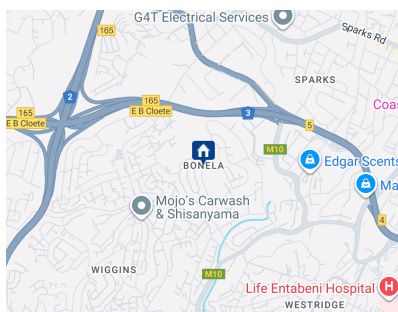 G4T Electrical Services
165
Sparks Rd
SPARKS
2
165
E B Cloete
165
E B Cloete
3
5
Coas
M10
BONELA
Edgar Scents
Ma
Mojo's Carwash
& Shisanyama
4
WIGGINS
M10
Life Entabeni Hospital
H
WESTRIDGE